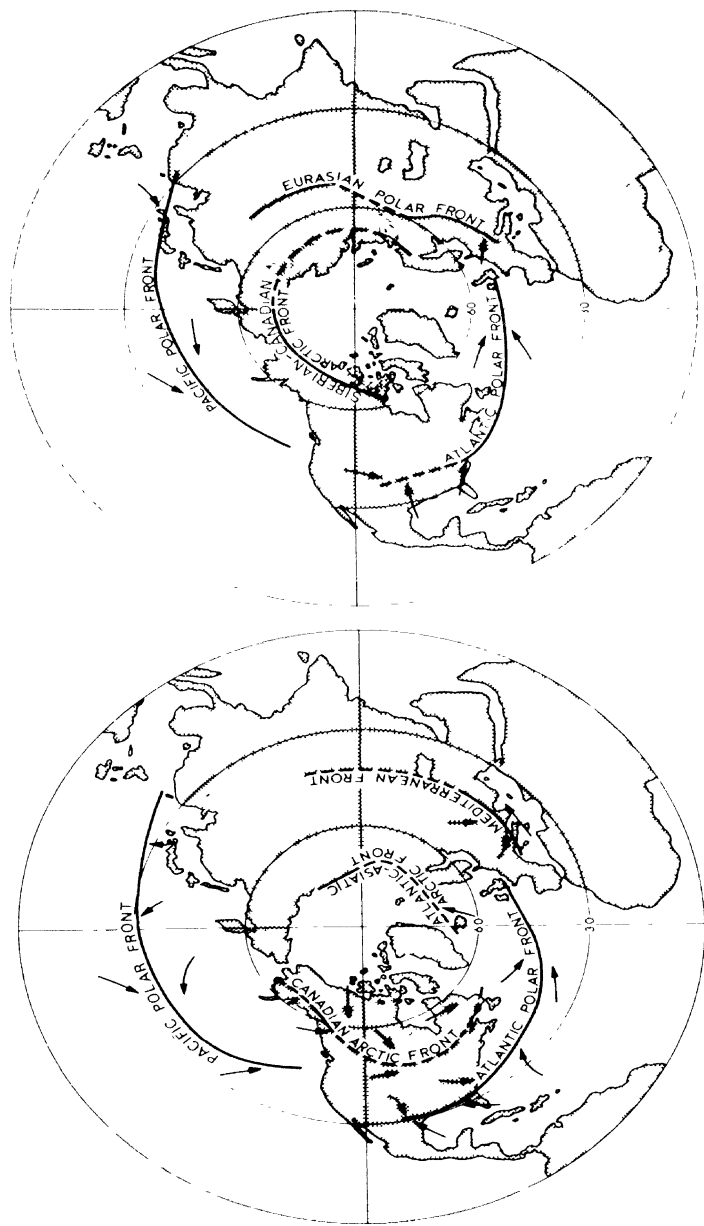 EURASIAN POLAR FRONT
PACIFIC POLAR FRONT
SIBERIAN-CANADIAN
ARCTIC FRONT
ATLANTIC POLAR FRONT
60
30
MEDITERRANEAN FRONT
ATLANTIC-ASIATIC
ARCTIC FRONT
ATLANTIC
PACIFIC POLAR FRONT
CANADIAN ARCTIC FRONT
ATLANTIC POLAR FRONT
60
30